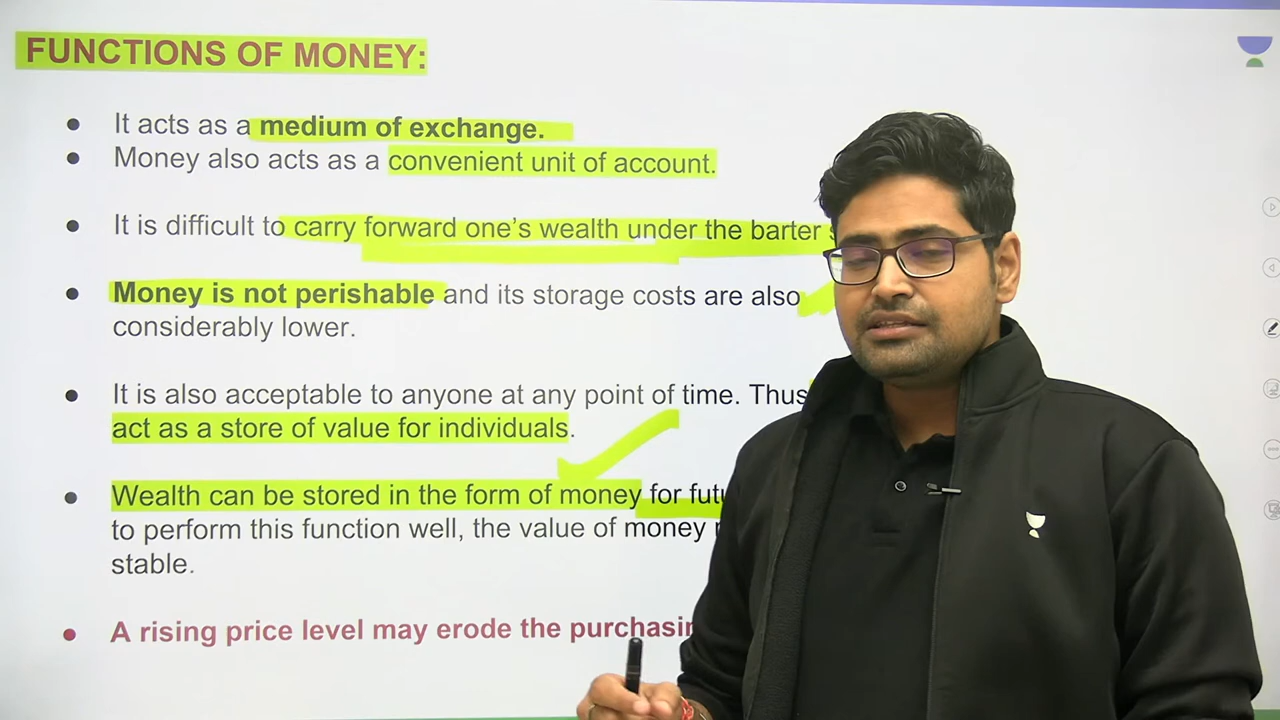 FUNCTIONS OF MONEY:
It acts as a medium of exchange.
Money also acts as a convenient unit of account.
It is difficult to carry forward one's wealth under the barter
Money is not perishable and its storage costs are also
considerably lower.
It is also acceptable to anyone at any point of time. Thus
act as a store of value for individuals.
Wealth can be stored in the form of money for
to perform this function well, the value of money
stable.
A rising price level may erode the